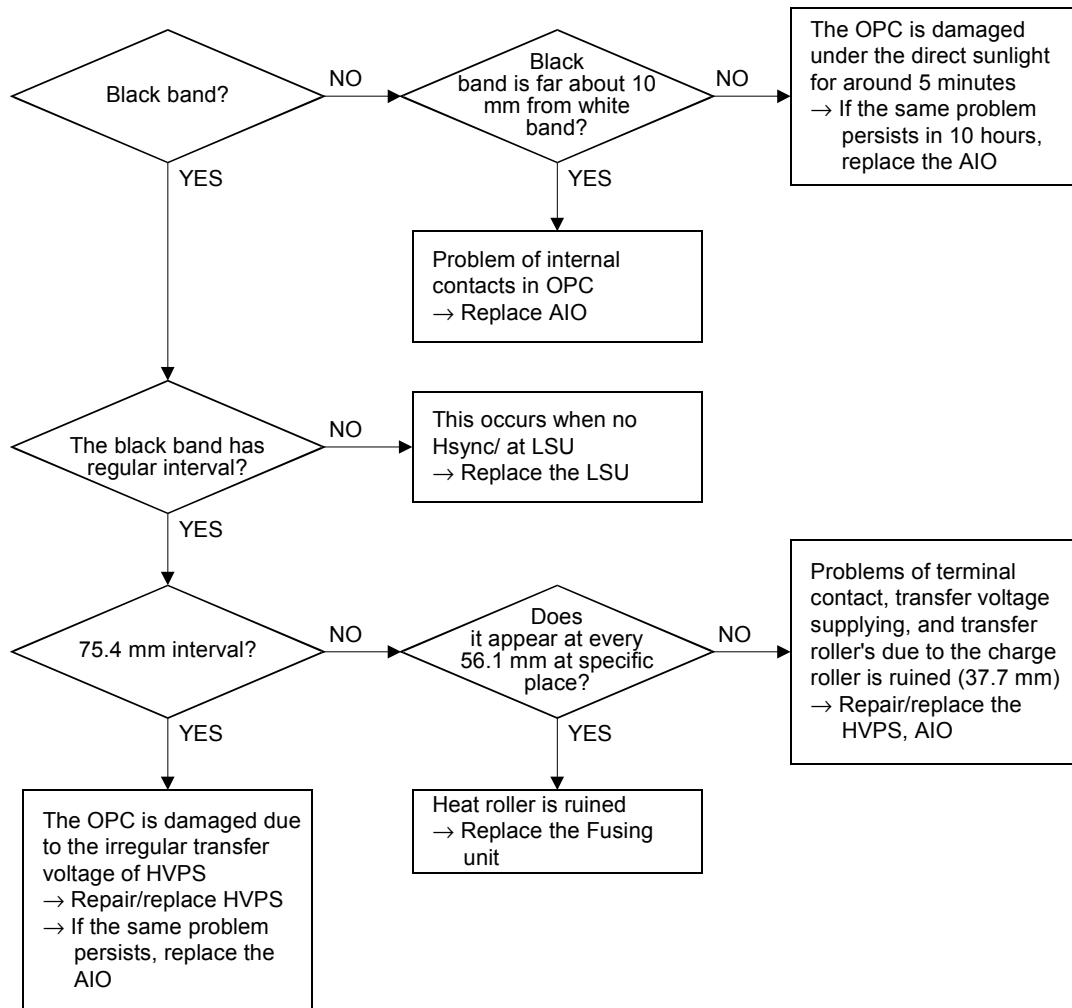 Black band?
NO
Black
band is far about 10
mm from white
band?
NO
The OPC is damaged
under the direct sunlight
for around 5 minutes
→ If the same problem
persists in 10 hours,
replace the AIO
YES
YES
Problem of internal
contacts in OPC
→ Replace AIO
The black band has
regular interval?
NO
This occurs when no
Hsync/ at LSU
→ Replace the LSU
YES
75.4 mm interval?
NO
Does
it appear at every
56.1 mm at specific
place?
NO
Problems of terminal
contact, transfer voltage
supplying, and transfer
roller's due to the charge
roller is ruined (37.7 mm)
→ Repair/replace the
HVPS, AIO
YES
YES
The OPC is damaged due
to the irregular transfer
voltage of HVPS
→ Repair/replace HVPS
→ If the same problem
persists, replace the
AIO
Heat roller is ruined
→ Replace the Fusing
unit